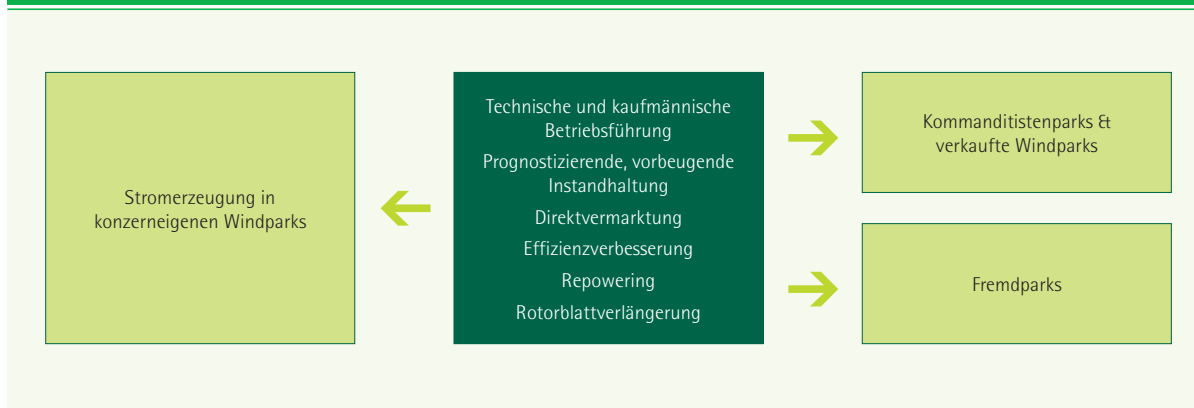 Stromerzeugung in
konzerneigenen Windparks
Technische und kaufmännische
Betriebsführung
Prognostizierende, vorbeugende
Instandhaltung
Direktvermarktung
Effizienzverbesserung
Repowering
Rotorblattverlängerung
Kommanditistenparks &
verkaufte Windparks
Fremdparks